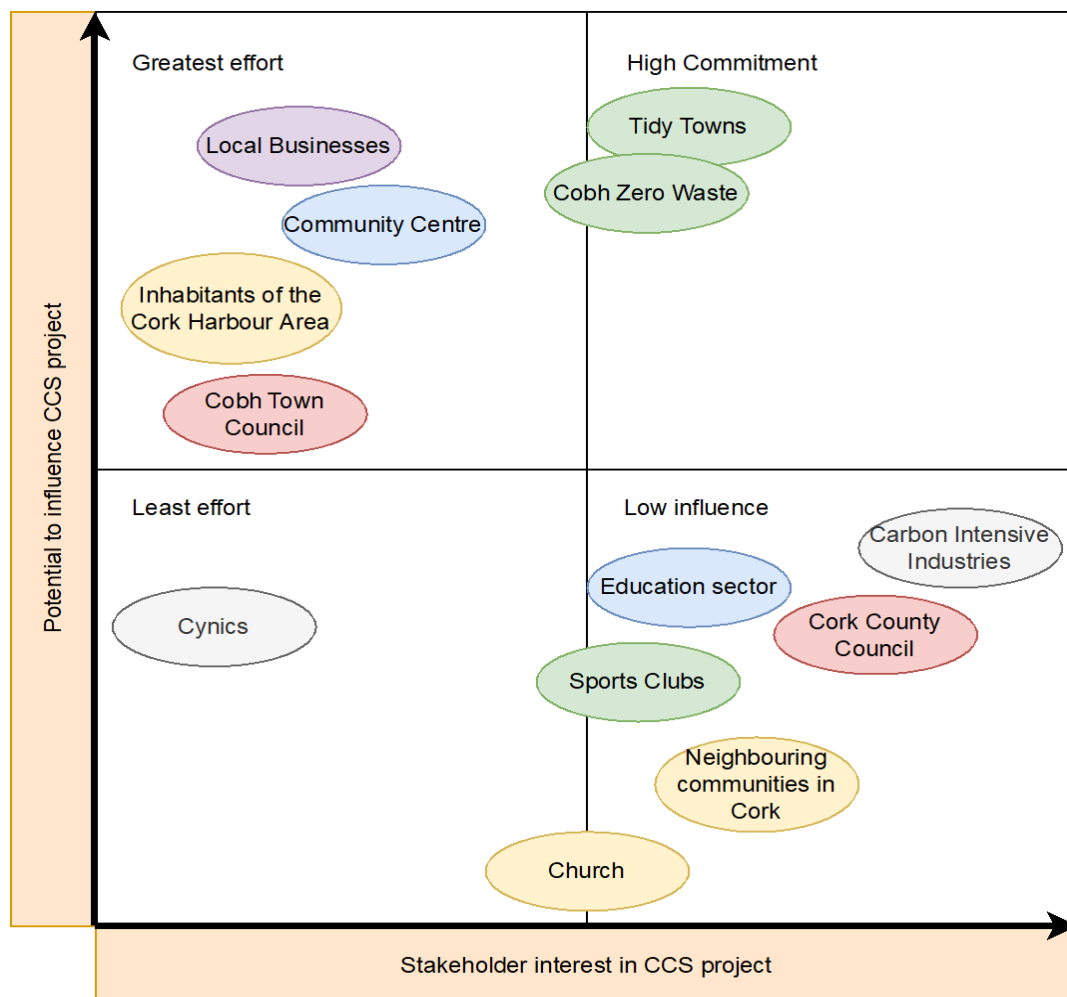 Greatest effort
High Commitment
Tidy Towns
Local Businesses
Cobh Zero Waste
Community Centre
Inhabitants of the
Cork Harbour Area
Cobh Town
Council
Potential to influence CCS project
Least effort
Low influence
Carbon Intensive
Industries
Education sector
Cynics
Cork County
Council
Sports Clubs
Neighbouring
communities in
Cork
Church
Stakeholder interest in CCS project